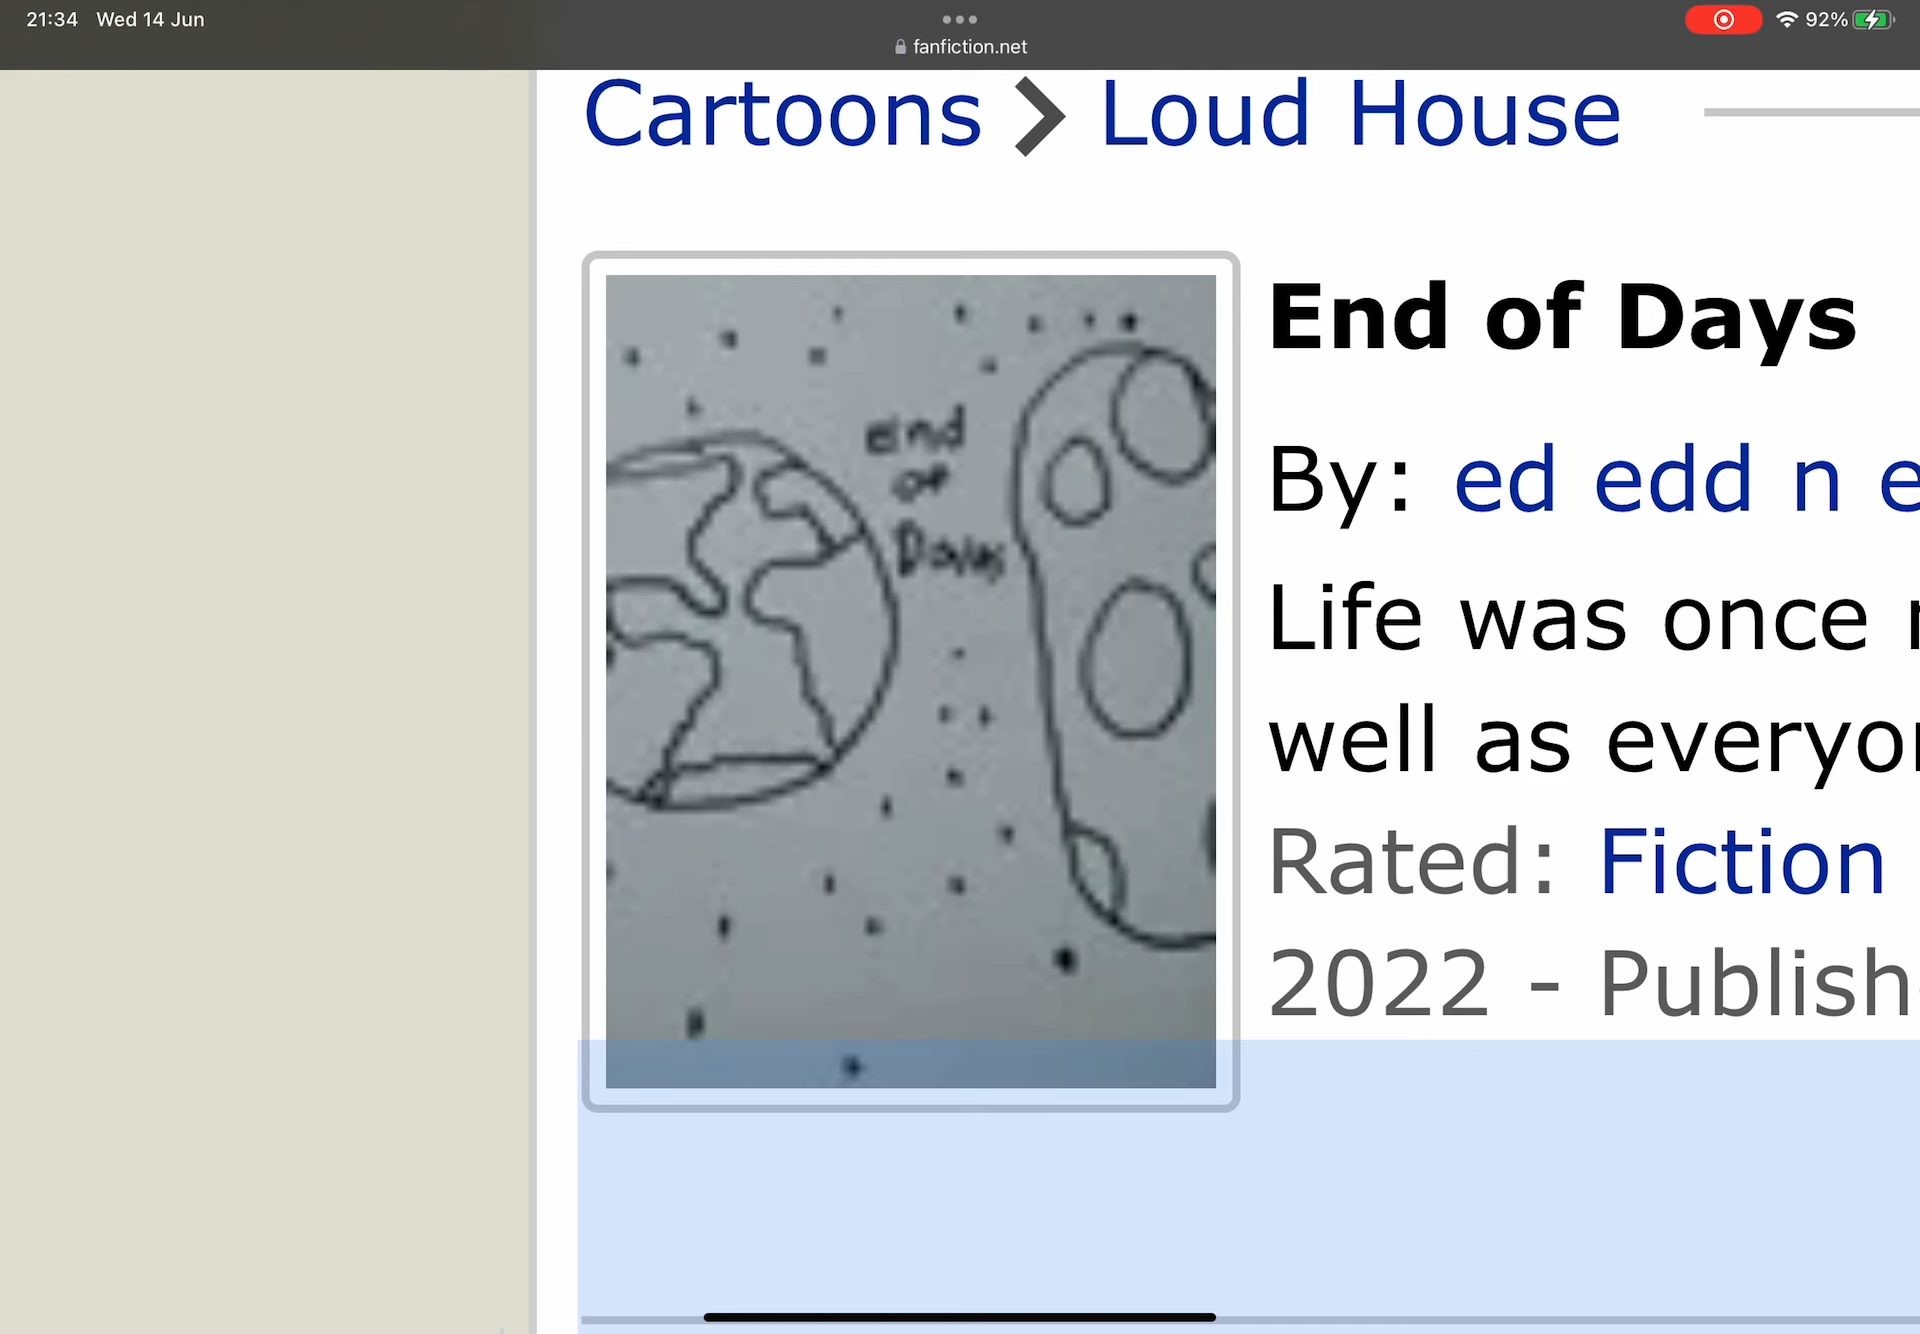 21:34 Wed 14 Jun
fanfiction.net
92%
Cartoons > Loud House
End of Days
By: ed edd n e
Life was once
well as everyo
Rated: Fiction
2022 - Publish
end
of
Days